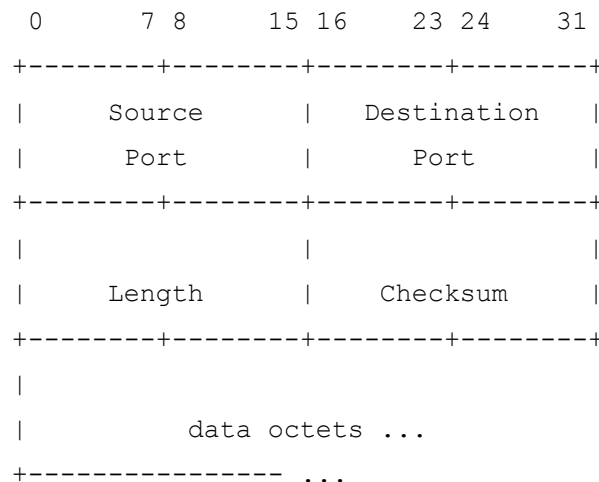 0      7 8     15 16    23 24    31
+--------+--------+--------+--------+
|     Source      |   Destination   |
|      Port       |      Port       |
+--------+--------+--------+--------+
|                 |                 |
|     Length      |    Checksum     |
+--------+--------+--------+--------+
|
|          data octets ...
+---------------- ...